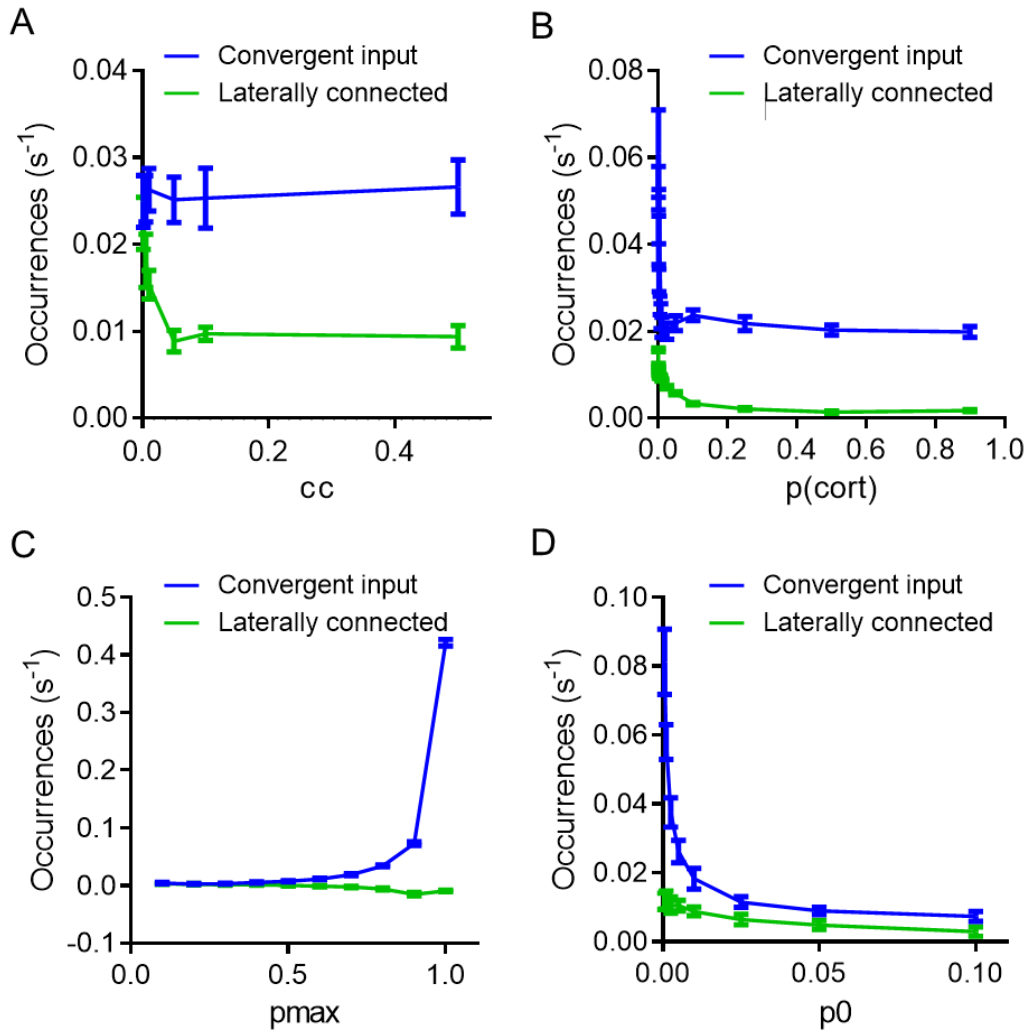 A
Convergent input
Laterally connected
0.04
0.03
0.02
0.01
0.00
Occurrences (s-1)
0.0 0.2 0.4
cc
B
Convergent input
Laterally connected
0.08
0.06
0.04
0.02
0.00
Occurrences (s-1)
0.0 0.2 0.4 0.6 0.8 1.0
p(cort)
C
Convergent input
Laterally connected
0.5
0.4
0.3
0.2
0.1
0.0
-0.1
Occurrences (s-1)
0.0 0.5 1.0
pmax
D
Convergent input
Laterally connected
0.10
0.08
0.06
0.04
0.02
0.00
Occurrences (s-1)
0.00 0.05 0.10
p0